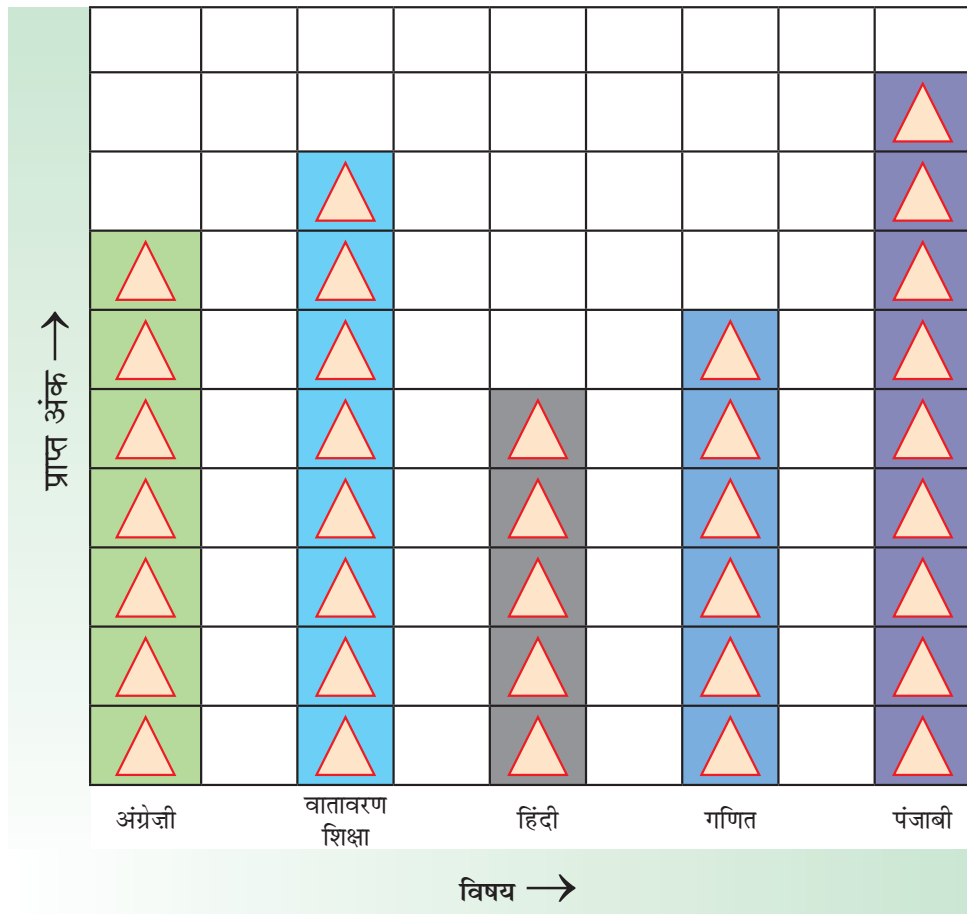 प्राप्त अंक →
अंग्रेज़ी
वातावरण
शिक्षा
हिंदी
गणित
पंजाबी
विषय →